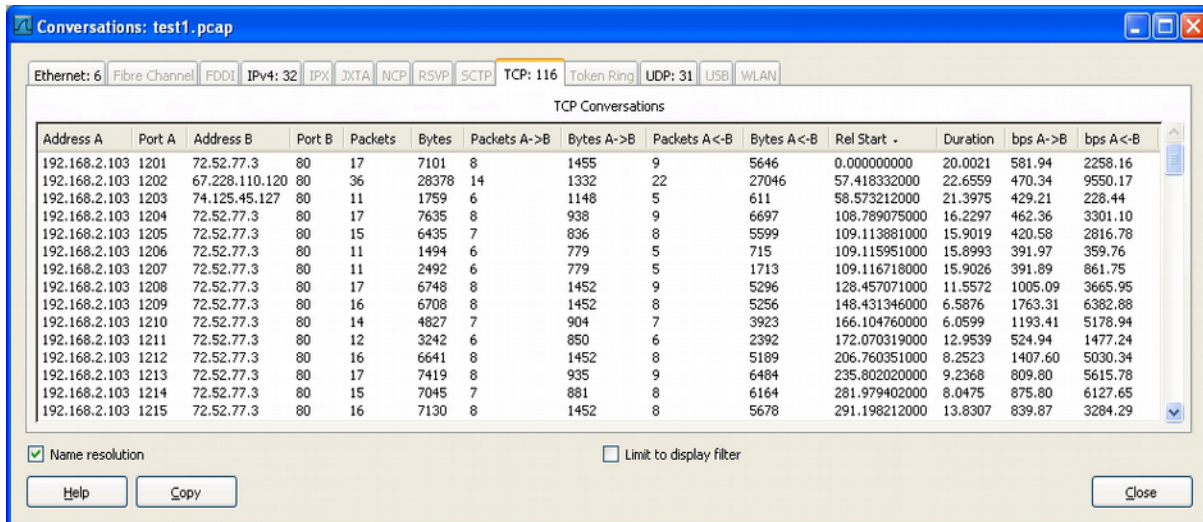 Conversations: test1.pcap
Ethernet: 6 Fibre Channel FDDI IPv4: 32 IPX JXTA NCP RSVP SCTP TCP: 116 Token Ring UDP: 31 USB WLAN
TCP Conversations
Address A Port A Address B Port B Packets Bytes Packets A->B Bytes A->B Packets A<-B Bytes A<-B Rel Start Duration bps A->B bps A<-B
192.168.2.103 1201 72.52.77.3 80 17 7101 8 1455 9 5646 0.000000000 20.0021 581.94 2258.16
192.168.2.103 1202 67.228.110.120 80 36 28378 14 1332 22 27046 57.418332000 22.6559 470.34 9550.17
192.168.2.103 1203 74.125.45.127 80 11 1759 6 1148 5 611 58.573212000 21.3975 429.21 228.44
192.168.2.103 1204 72.52.77.3 80 17 7635 8 938 9 6697 108.789075000 16.2297 462.36 3301.10
192.168.2.103 1205 72.52.77.3 80 15 6435 7 836 8 5599 109.113881000 15.9019 420.58 2816.78
192.168.2.103 1206 72.52.77.3 80 11 1494 6 779 5 715 109.115951000 15.8993 391.97 359.76
192.168.2.103 1207 72.52.77.3 80 11 2492 6 779 5 1713 109.116718000 15.9026 391.89 861.75
192.168.2.103 1208 72.52.77.3 80 17 6748 8 1452 9 5296 128.457071000 11.5572 1005.09 3665.95
192.168.2.103 1209 72.52.77.3 80 16 6708 8 1452 8 5256 148.431346000 6.5876 1763.31 6382.88
192.168.2.103 1210 72.52.77.3 80 14 4827 7 904 7 3923 166.104760000 6.0599 1193.41 5178.94
192.168.2.103 1211 72.52.77.3 80 12 3242 6 850 6 2392 172.070319000 12.9539 524.94 1477.24
192.168.2.103 1212 72.52.77.3 80 16 6641 8 1452 8 5189 206.760351000 8.2523 1407.60 5030.34
192.168.2.103 1213 72.52.77.3 80 17 7419 8 935 9 6484 235.802020000 9.2368 809.80 5615.78
192.168.2.103 1214 72.52.77.3 80 15 7045 7 881 8 6164 281.979402000 8.0475 875.80 6127.65
192.168.2.103 1215 72.52.77.3 80 16 7130 8 1452 8 5678 291.198212000 13.8307 839.87 3284.29
Name resolution Limit to display filter
Help Copy Close